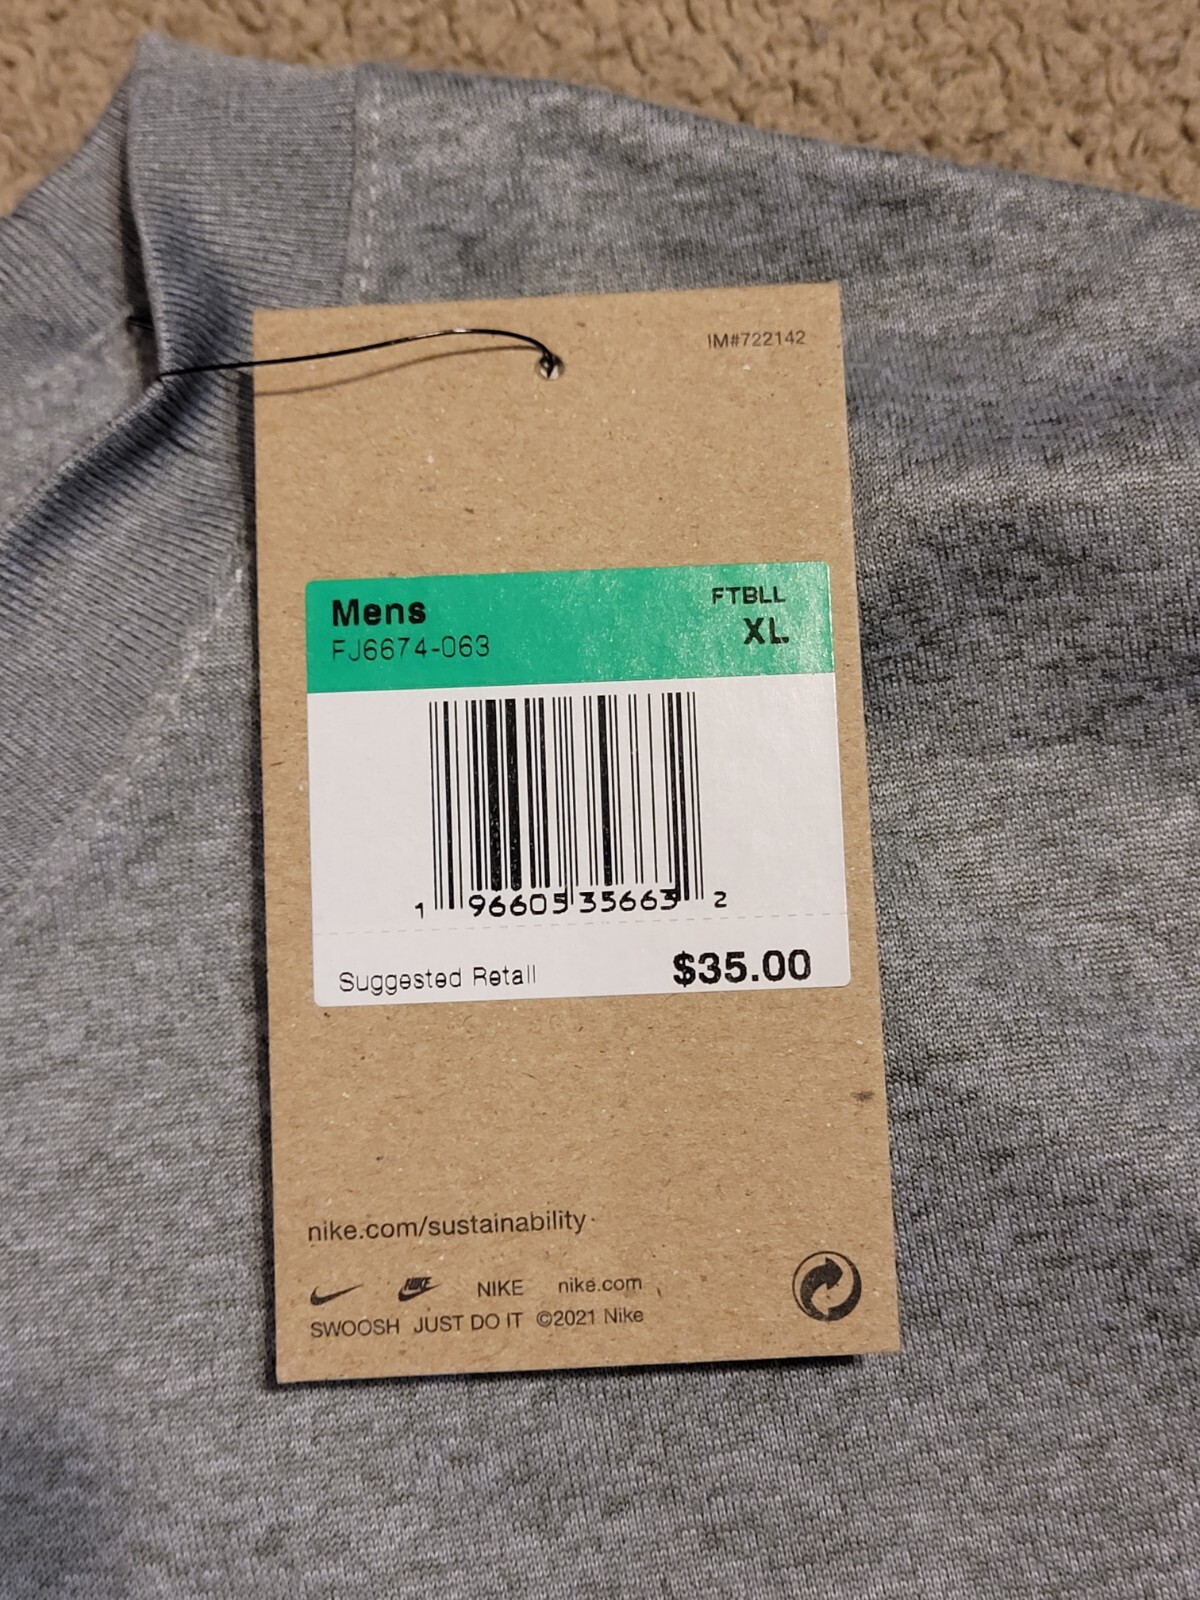 IM#722142
Mens FTBLL
FJ6674-063 XL
1 96605 35663 2
Suggested Retail $35.00
nike.com/sustainability
NIKE NIKE nike.com
SWOOSH JUST DO IT ©2021 Nike